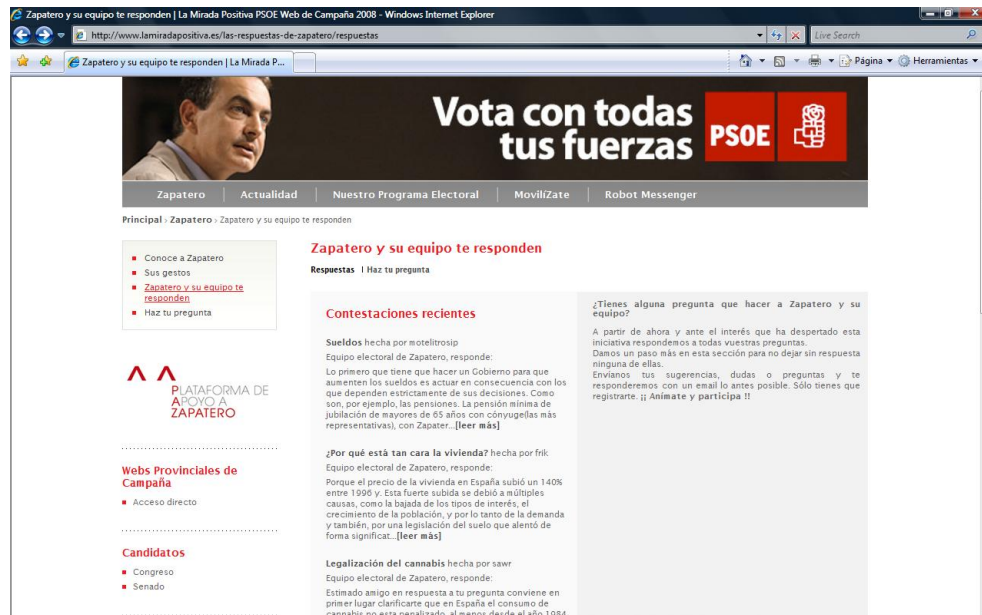 Zapatero y su equipo te responden | La Mirada Positiva PSOE Web de Campaña 2008 - Windows Internet Explorer
http://www.lamiradapositiva.es/las-respuestas-de-zapatero/respuestas
Live Search
Zapatero y su equipo te responden | La Mirada P...
Página
Herramientas
Vota con todas
tus fuerzas
PSOE
Zapatero
Actualidad
Nuestro Programa Electoral
MovilíZate
Robot Messenger
Principal › Zapatero › Zapatero y su equipo te responden
Conoce a Zapatero
Sus gestos
Zapatero y su equipo te
responden
Haz tu pregunta
PLATAFORMA DE
APOYO A
ZAPATERO
Webs Provinciales de
Campaña
Acceso directo
Candidatos
Congreso
Senado
Zapatero y su equipo te responden
Respuestas | Haz tu pregunta
Contestaciones recientes
Sueldos hecha por motelitrosip
Equipo electoral de Zapatero, responde:
Lo primero que tiene que hacer un Gobierno para que
aumenten los sueldos es actuar en consecuencia con los
que dependen estrictamente de sus decisiones. Como
son, por ejemplo, las pensiones. La pensión mínima de
jubilación de mayores de 65 años con cónyuge(las más
representativas), con Zapater...[leer más]
¿Por qué está tan cara la vivienda? hecha por frik
Equipo electoral de Zapatero, responde:
Porque el precio de la vivienda en España subió un 140%
entre 1996 y. Esta fuerte subida se debió a múltiples
causas, como la bajada de los tipos de interés, el
crecimiento de la población, y por lo tanto de la demanda
y también, por una legislación del suelo que alentó de
forma significat...[leer más]
Legalización del cannabis hecha por sawr
Equipo electoral de Zapatero, responde:
Estimado amigo en respuesta a tu pregunta conviene en
primer lugar clarificarte que en España el consumo de
cannabis no esta penalizado, al menos desde el año 1984
¿Tienes alguna pregunta que hacer a Zapatero y su
equipo?
A partir de ahora y ante el interés que ha despertado esta
iniciativa respondemos a todas vuestras preguntas.
Damos un paso más en esta sección para no dejar sin respuesta
ninguna de ellas.
Envíanos tus sugerencias, dudas o preguntas y te
responderemos con un email lo antes posible. Sólo tienes que
registrarte. ¡¡ Anímate y participa !!